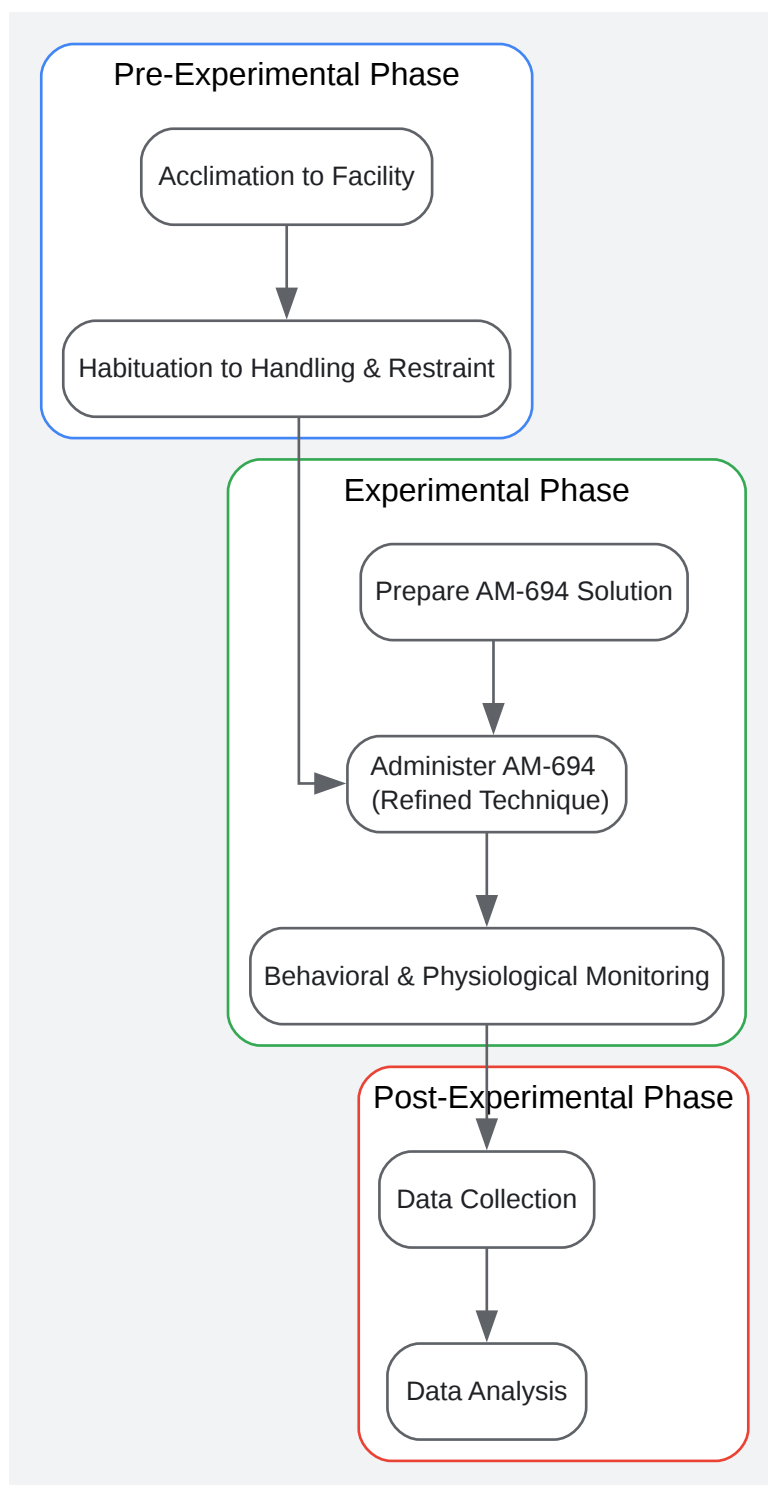 Pre-Experimental Phase
Acclimation to Facility
Habituation to Handling & Restraint
Experimental Phase
Prepare AM-694 Solution
Administer AM-694
(Refined Technique)
Behavioral & Physiological Monitoring
Post-Experimental Phase
Data Collection
Data Analysis